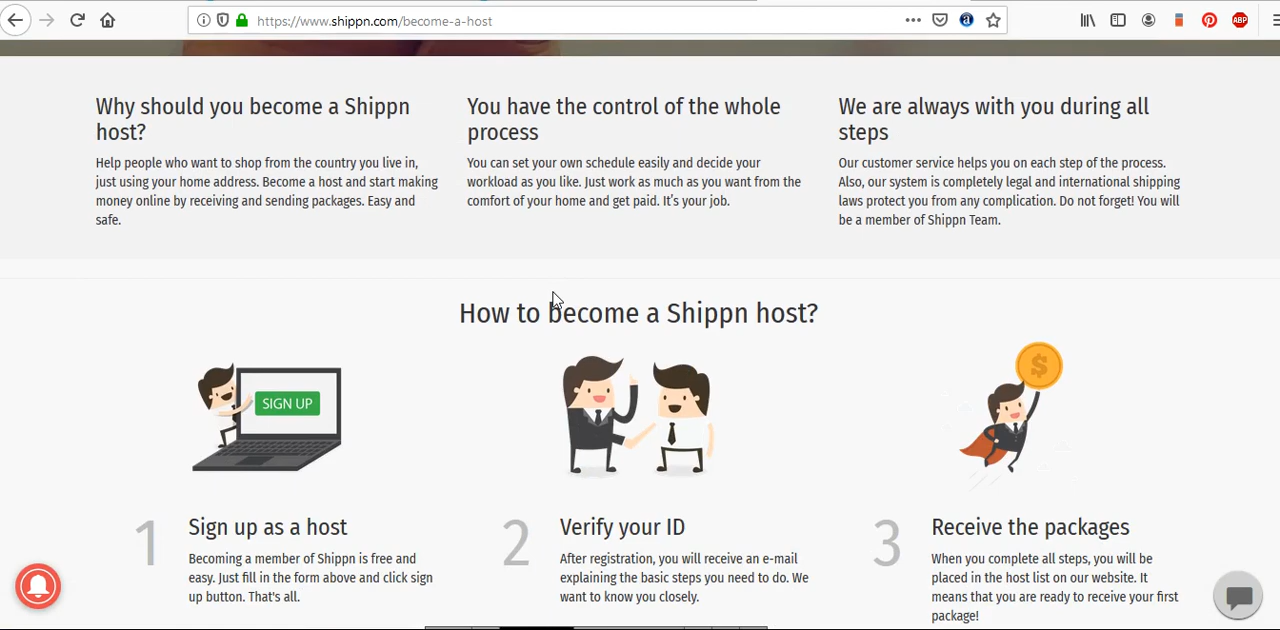 https://www.shippn.com/become-a-host
a
ABP
Why should you become a Shippn
host?
Help people who want to shop from the country you live in,
just using your home address. Become a host and start making
money online by receiving and sending packages. Easy and
safe.
You have the control of the whole
process
You can set your own schedule easily and decide your
workload as you like. Just work as much as you want from the
comfort of your home and get paid. It's your job.
We are always with you during all
steps
Our customer service helps you on each step of the process.
Also, our system is completely legal and international shipping
laws protect you from any complication. Do not forget! You will
be a member of Shippn Team.
How to become a Shippn host?
SIGN UP
$
1
Sign up as a host
Becoming a member of Shippn is free and
easy. Just fill in the form above and click sign
up button. That's all.
2
Verify your ID
After registration, you will receive an e-mail
explaining the basic steps you need to do. We
want to know you closely.
3
Receive the packages
When you complete all steps, you will be
placed in the host list on our website. It
means that you are ready to receive your first
package!